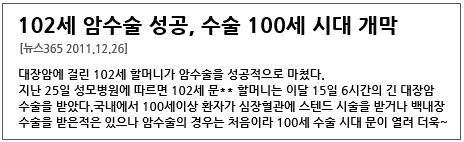 102세 암수술 성공, 수술 100세 시대 개막
[뉴스365 2011.12.26]
대장암에 걸린 102세 할머니가 암수술을 성공적으로 마쳤다.
지난 25일 성모병원에 따르면 102세 문** 할머니는 이달 15일 6시간의 긴 대장암
수술을 받았다.국내에서 100세이상 환자가 심장혈관에 스텐드 시술을 받거나 백내장
수술을 받은적은 있으나 암수술의 경우는 처음이라 100세 수술 시대 문이 열러 더욱~